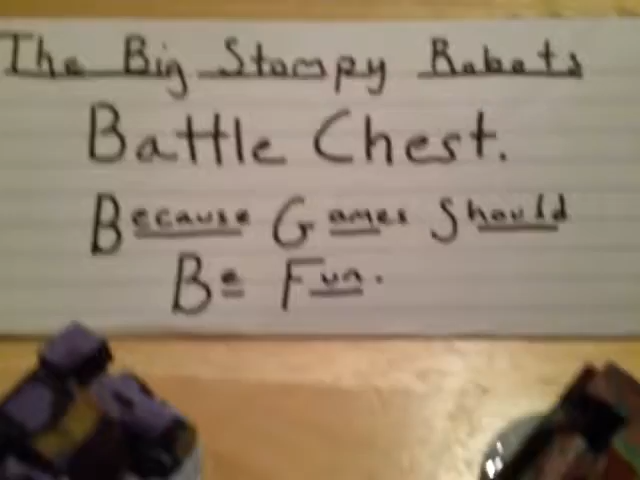 The Big Stompy Robots
Battle Chest.
Because Games Should
Be Fun.